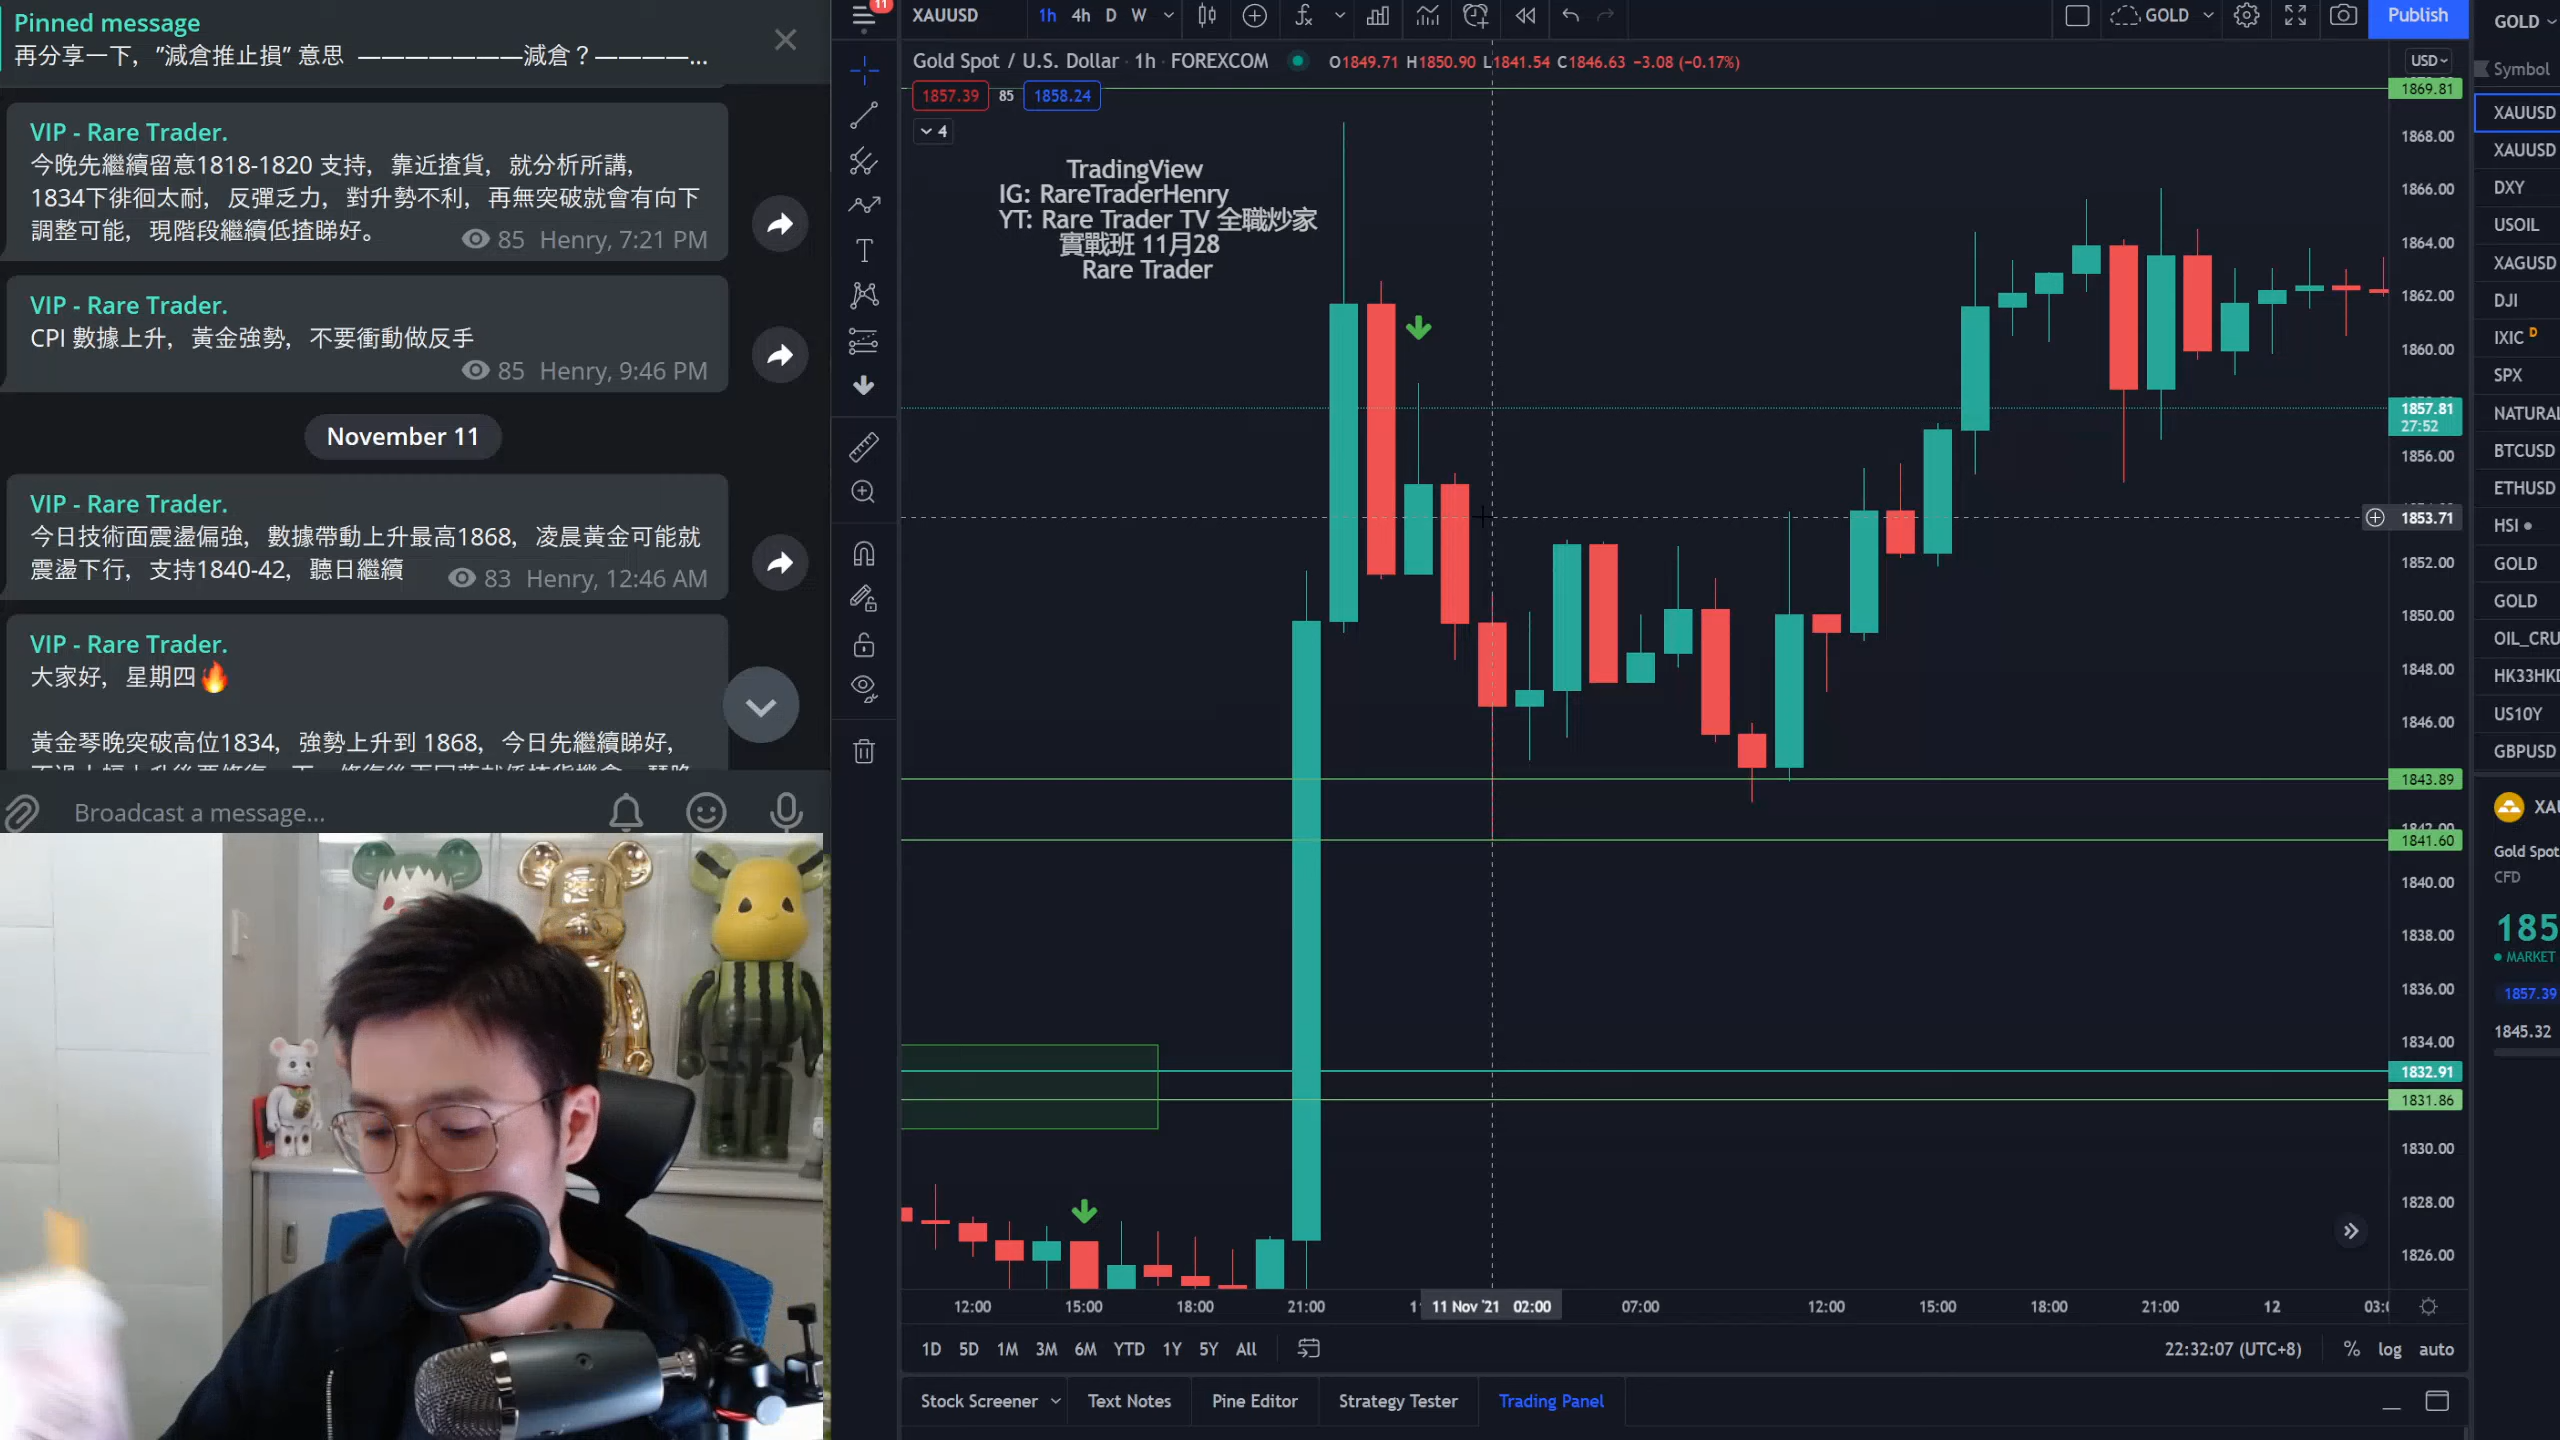 Pinned message
再分享一下, ”減倉推止損” 意思 ———————減倉？————...
VIP - Rare Trader.
今晚先繼續留意1818-1820 支持, 靠近揸貨, 就分析所講,
1834下徘徊太耐, 反彈乏力, 對升勢不利, 再無突破就會有向下
調整可能, 現階段繼續低揸睇好。
85 Henry, 7:21 PM
VIP - Rare Trader.
CPI 數據上升, 黃金強勢, 不要衝動做反手
85 Henry, 9:46 PM
November 11
VIP - Rare Trader.
今日技術面震盪偏強, 數據帶動上升最高1868, 凌晨黃金可能就
震盪下行, 支持1840-42, 聽日繼續
83 Henry, 12:46 AM
VIP - Rare Trader.
大家好, 星期四🔥
黃金琴晚突破高位1834, 強勢上升到 1868, 今日先繼續睇好,
Broadcast a message...
11
XAUUSD 1h 4h D W
GOLD
Publish
Gold Spot / U.S. Dollar · 1h · FOREXCOM O1849.71 H1850.90 L1841.54 C1846.63 −3.08 (−0.17%)
1857.39 85 1858.24
4
TradingView
IG: RareTraderHenry
YT: Rare Trader TV 全職炒家
實戰班 11月28
Rare Trader
USD
1869.81
1868.00
1866.00
1864.00
1862.00
1860.00
1857.81
27:52
1856.00
1853.71
1852.00
1850.00
1848.00
1846.00
1843.89
1841.60
1840.00
1838.00
1836.00
1834.00
1832.91
1831.86
1830.00
1828.00
1826.00
12:00 15:00 18:00 21:00 11 Nov '21 02:00 07:00 12:00 15:00 18:00 21:00 12 03:0
1D 5D 1M 3M 6M YTD 1Y 5Y All
22:32:07 (UTC+8) % log auto
Stock Screener Text Notes Pine Editor Strategy Tester Trading Panel
GOLD
Symbol
XAUUSD
XAUUSD
DXY
USOIL
XAGUSD
DJI
IXIC D
SPX
NATURAL
BTCUSD
ETHUSD
HSI
GOLD
GOLD
OIL_CRU
HK33HKD
US10Y
GBPUSD
XAU
Gold Spot
CFD
185
MARKET
1857.39
1845.32